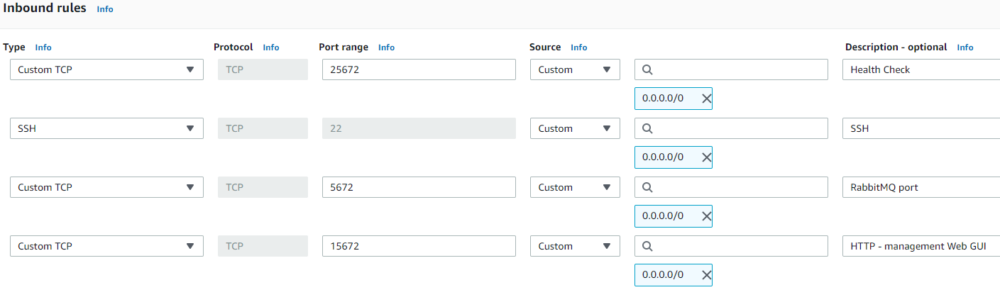 Inbound rules Info
Type Info Protocol Info Port range Info Source Info Description - optional Info
Custom TCP TCP 25672 Custom Health Check
0.0.0.0/0
SSH TCP 22 Custom SSH
0.0.0.0/0
Custom TCP TCP 5672 Custom RabbitMQ port
0.0.0.0/0
Custom TCP TCP 15672 Custom HTTP - management Web GUI
0.0.0.0/0